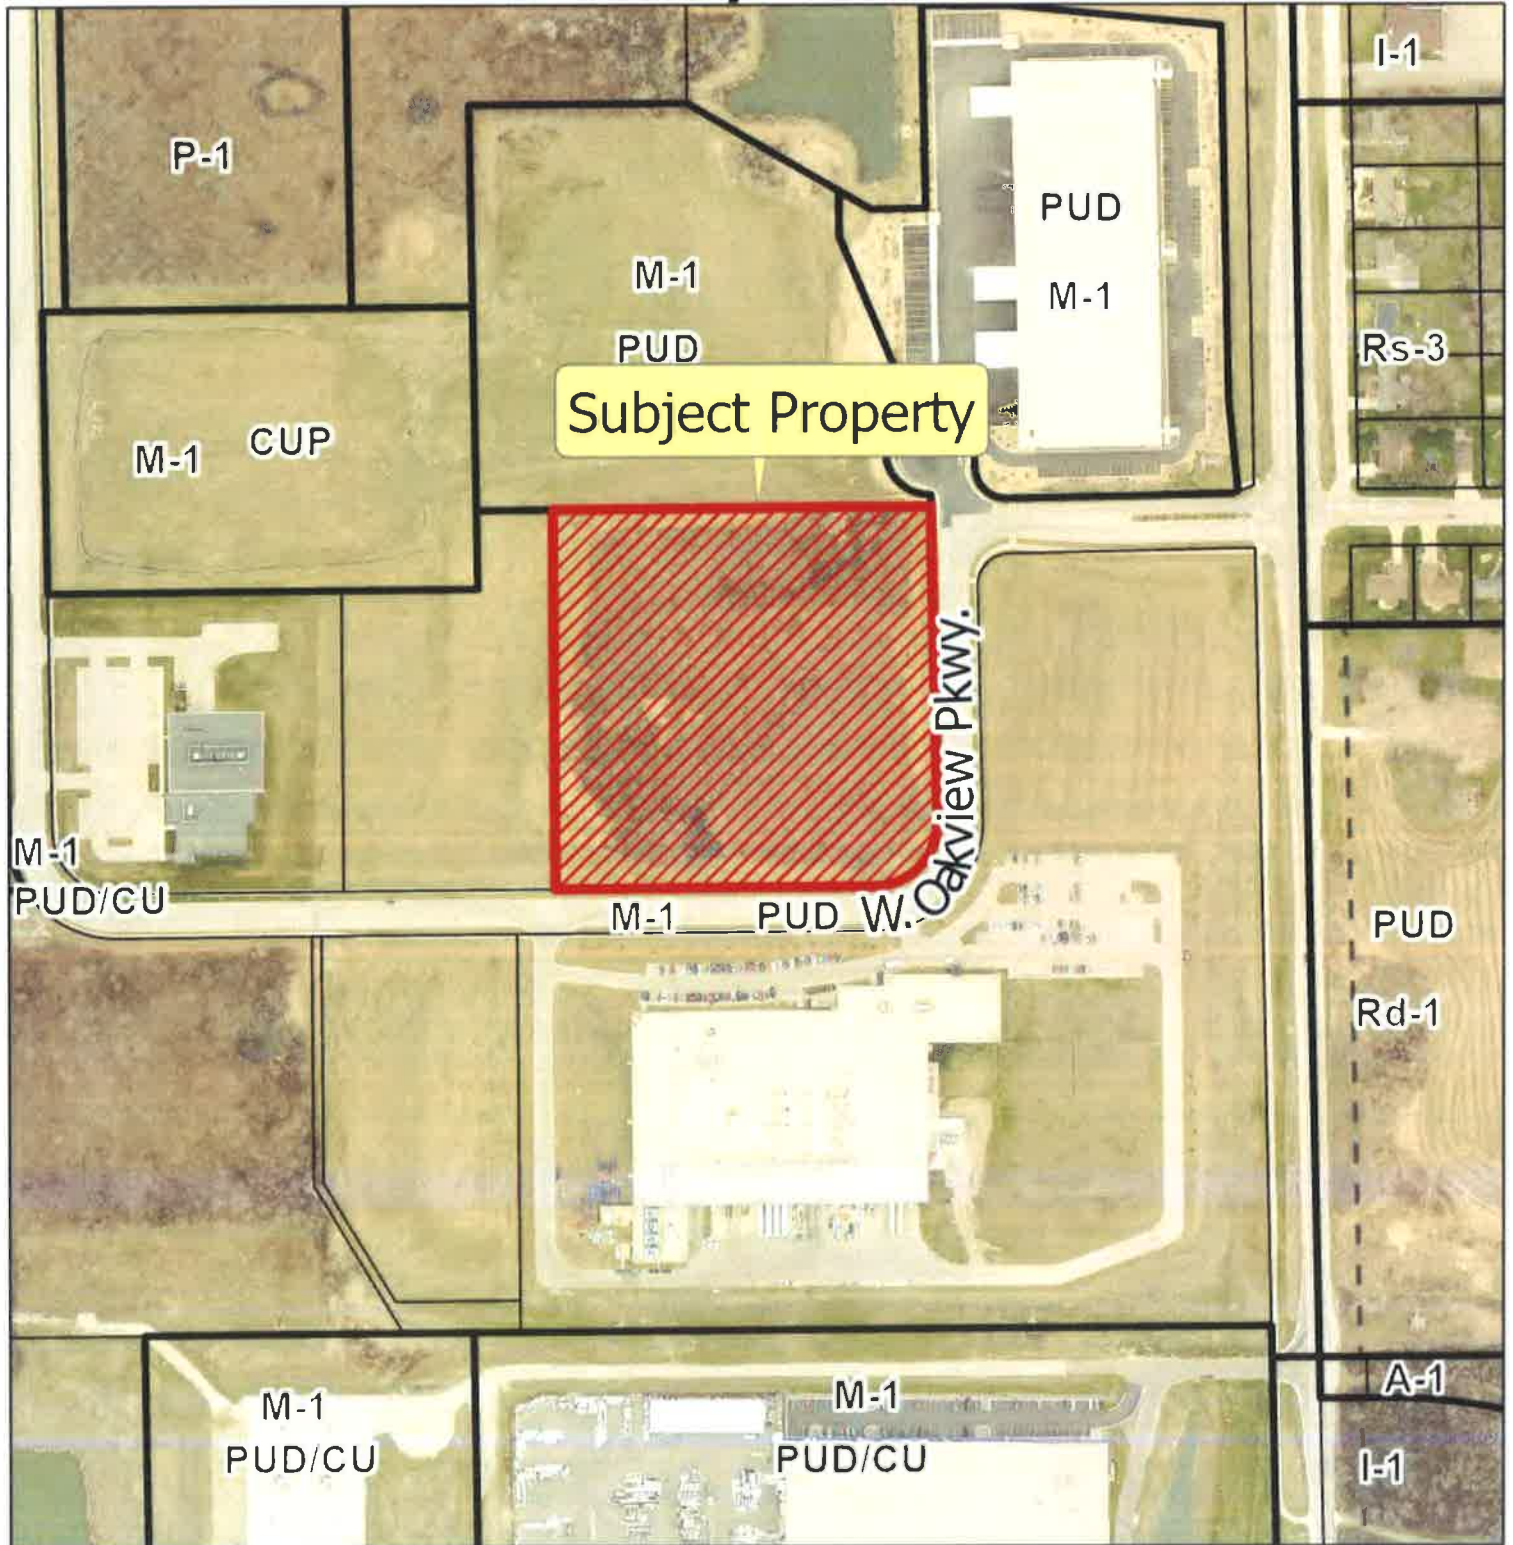 I-1
P-1
PUD
M-1
M-1
PUD
Rs-3
Subject Property
M-1 CUP
W. Oakview Pkwy.
M-1
PUD/CU
M-1 PUD
PUD
Rd-1
M-1
PUD/CU
M-1
PUD/CU
A-1
I-1